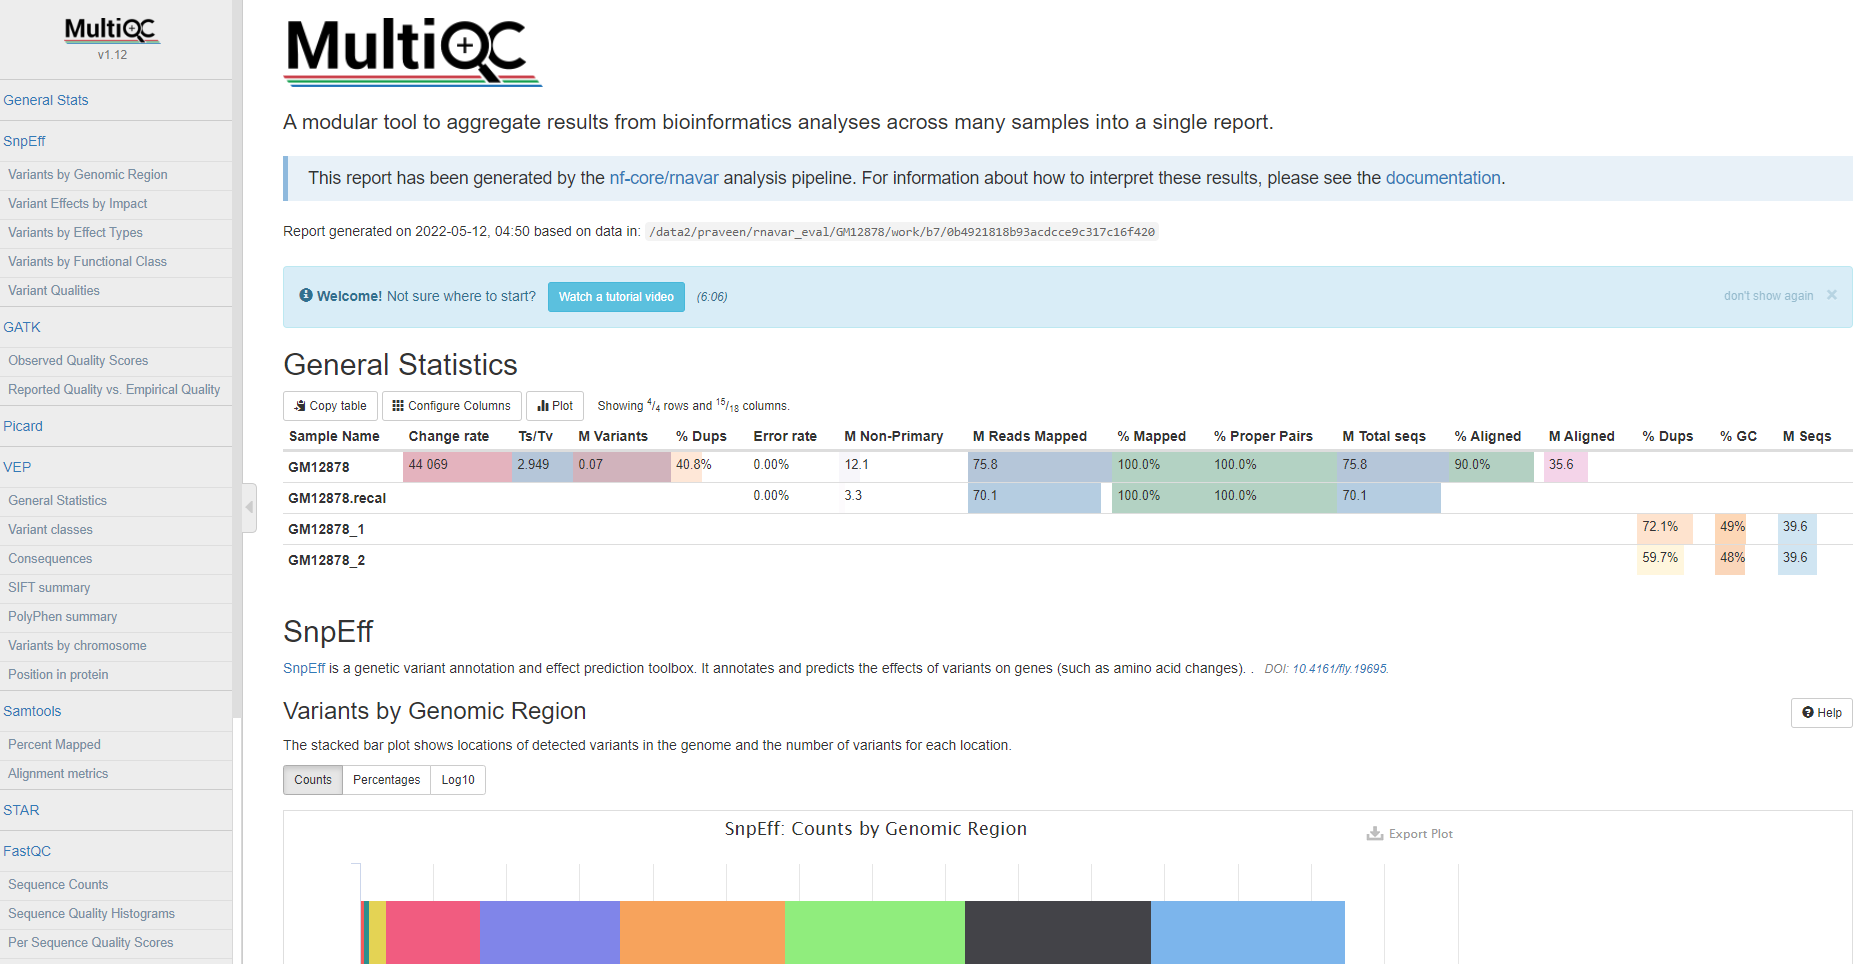 MultiQC
v1.12
General Stats
SnpEff
Variants by Genomic Region
Variant Effects by Impact
Variants by Effect Types
Variants by Functional Class
Variant Qualities
GATK
Observed Quality Scores
Reported Quality vs. Empirical Quality
Picard
VEP
General Statistics
Variant classes
Consequences
SIFT summary
PolyPhen summary
Variants by chromosome
Position in protein
Samtools
Percent Mapped
Alignment metrics
STAR
FastQC
Sequence Counts
Sequence Quality Histograms
Per Sequence Quality Scores
MultiQC
A modular tool to aggregate results from bioinformatics analyses across many samples into a single report.
This report has been generated by the nf-core/rnavar analysis pipeline. For information about how to interpret these results, please see the documentation.
Report generated on 2022-05-12, 04:50 based on data in: /data2/praveen/rnavar_eval/GM12878/work/b7/0b4921818b93acdcce9c317c16f420
Welcome! Not sure where to start? Watch a tutorial video (6:06) don't show again ×
General Statistics
Copy table Configure Columns Plot Showing 4/4 rows and 15/18 columns.
Sample Name Change rate Ts/Tv M Variants % Dups Error rate M Non-Primary M Reads Mapped % Mapped % Proper Pairs M Total seqs % Aligned M Aligned % Dups % GC M Seqs
GM12878 44 069 2.949 0.07 40.8% 0.00% 12.1 75.8 100.0% 100.0% 75.8 90.0% 35.6
GM12878.recal 0.00% 3.3 70.1 100.0% 100.0% 70.1
GM12878_1 72.1% 49% 39.6
GM12878_2 59.7% 48% 39.6
SnpEff
SnpEff is a genetic variant annotation and effect prediction toolbox. It annotates and predicts the effects of variants on genes (such as amino acid changes). . DOI: 10.4161/fly.19695.
Variants by Genomic Region
Help
The stacked bar plot shows locations of detected variants in the genome and the number of variants for each location.
Counts Percentages Log10
SnpEff: Counts by Genomic Region
Export Plot